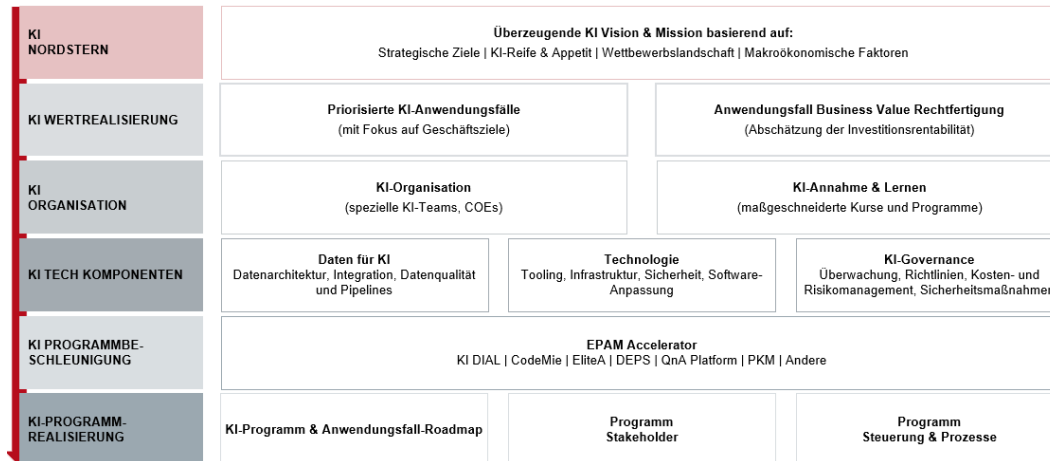 KI
NORDSTERN
Überzeugende KI Vision & Mission basierend auf:
Strategische Ziele | KI-Reife & Appetit | Wettbewerbslandschaft | Makroökonomische Faktoren
KI WERTREALISIERUNG
Priorisierte KI-Anwendungsfälle
(mit Fokus auf Geschäftsziele)
Anwendungsfall Business Value Rechtfertigung
(Abschätzung der Investitionsrentabilität)
KI
ORGANISATION
KI-Organisation
(spezielle KI-Teams, COEs)
KI-Annahme & Lernen
(maßgeschneiderte Kurse und Programme)
KI TECH KOMPONENTEN
Daten für KI
Datenarchitektur, Integration, Datenqualität
und Pipelines
Technologie
Tooling, Infrastruktur, Sicherheit, Software-
Anpassung
KI-Governance
Überwachung, Richtlinien, Kosten- und
Risikomanagement, Sicherheitsmaßnahmen
KI PROGRAMMBE-
SCHLEUNIGUNG
EPAM Accelerator
KI DIAL | CodeMie | EliteA | DEPS | QnA Platform | PKM | Andere
KI-PROGRAMM-
REALISIERUNG
KI-Programm & Anwendungsfall-Roadmap
Programm
Stakeholder
Programm
Steuerung & Prozesse